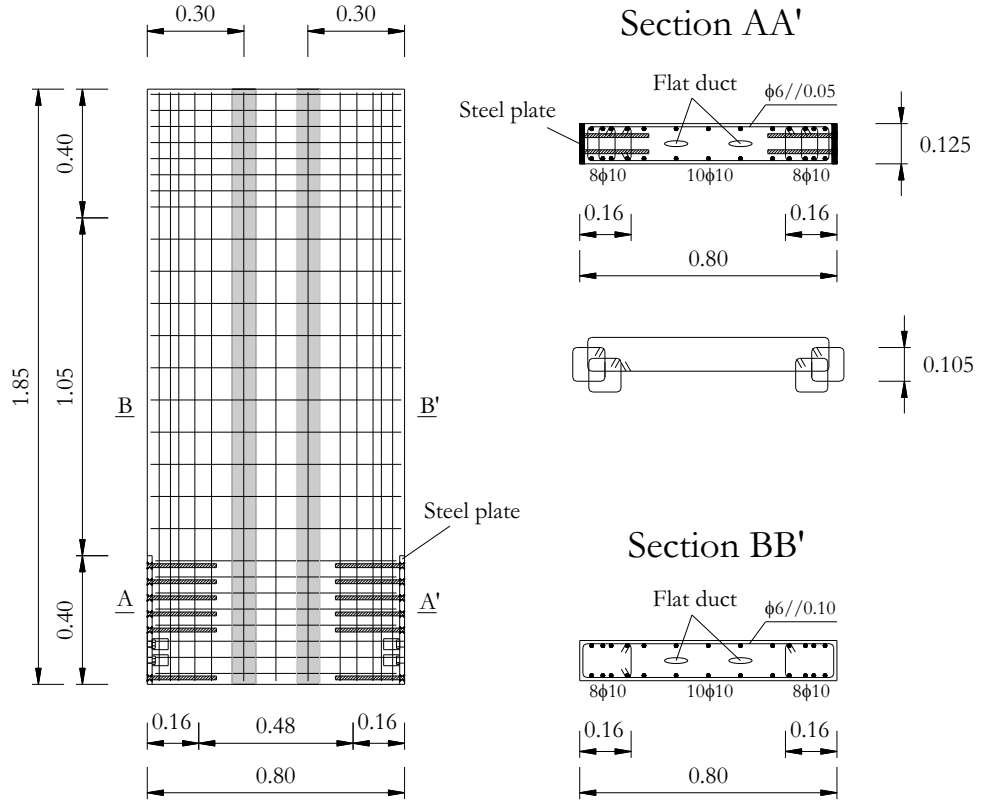 0.30
0.30
0.40
1.85
1.05
B
B'
Steel plate
A
A'
0.40
0.16
0.48
0.16
0.80
Section AA'
Flat duct
ϕ6//0.05
Steel plate
0.125
8ϕ10
10ϕ10
8ϕ10
0.16
0.16
0.80
0.105
Section BB'
Flat duct
ϕ6//0.10
8ϕ10
10ϕ10
8ϕ10
0.16
0.16
0.80